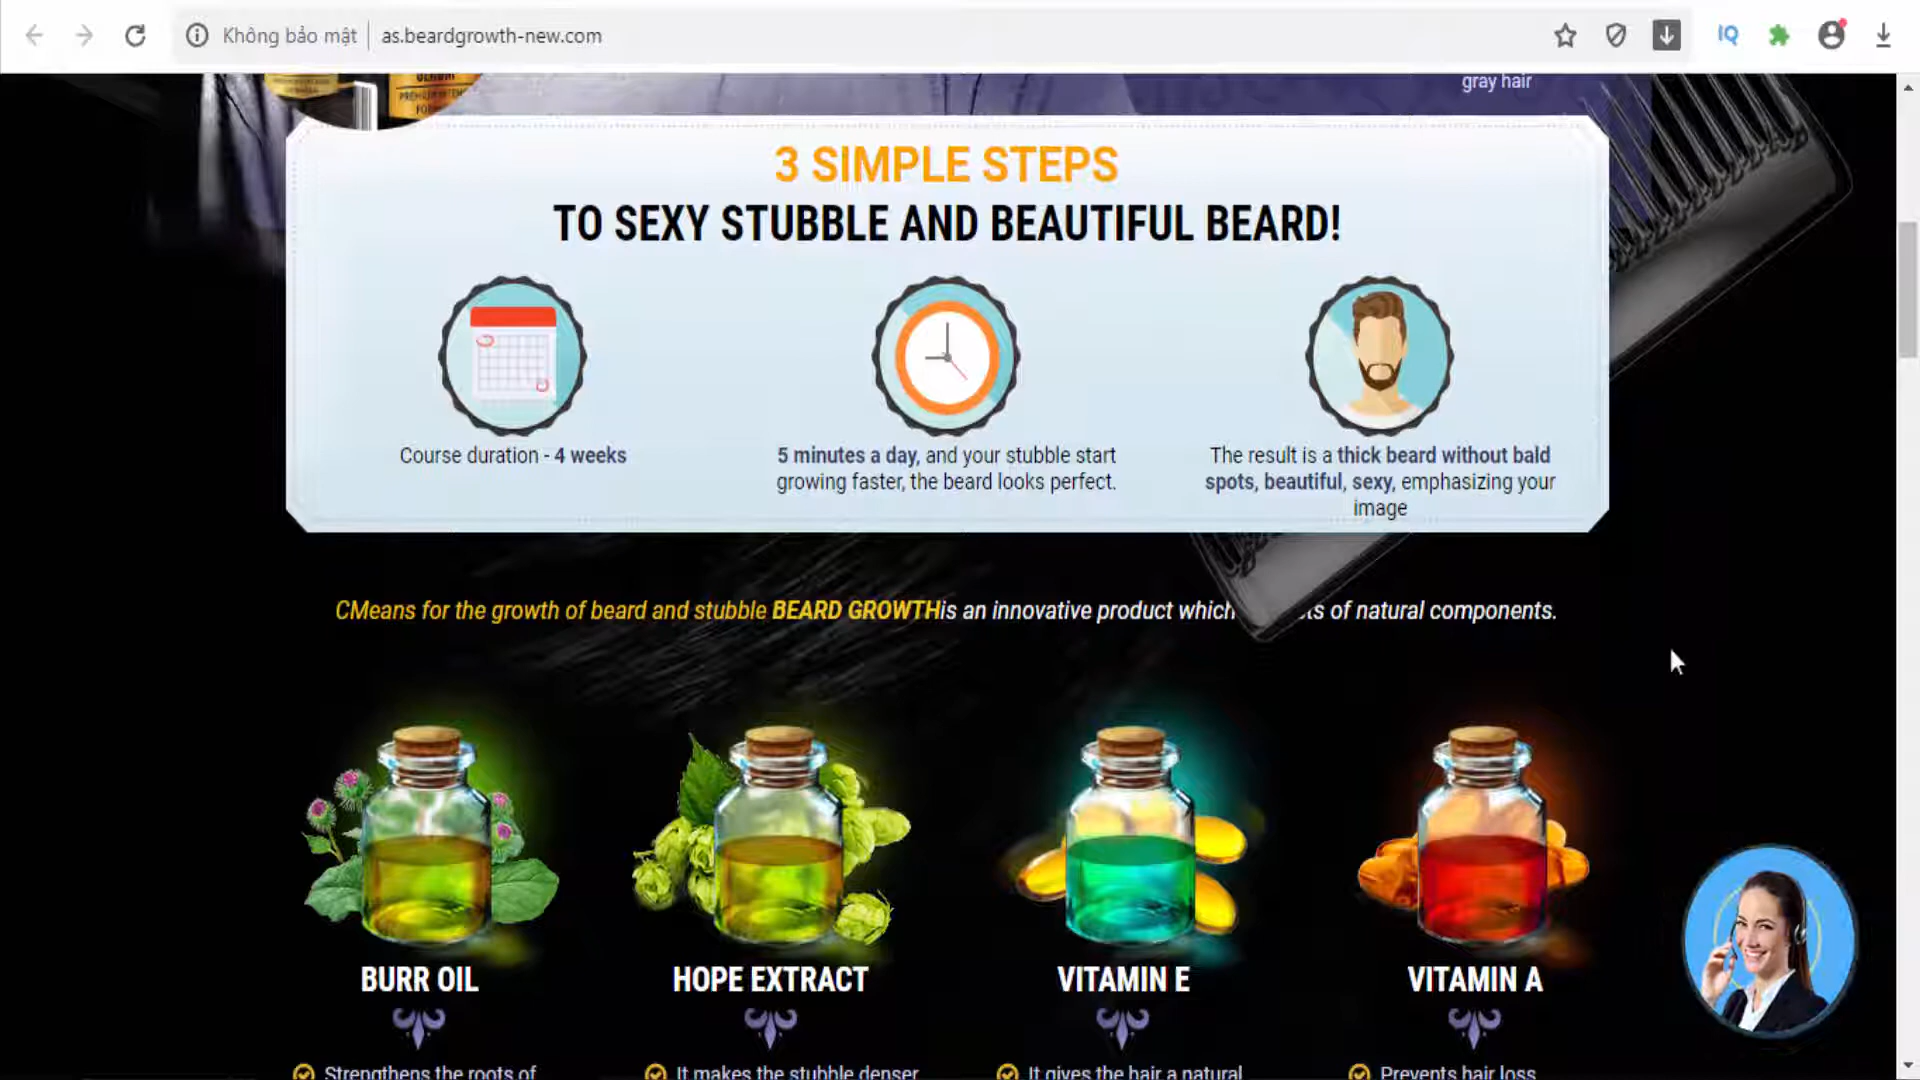 Không bảo mật
as.beardgrowth-new.com
IQ
gray hair
3 SIMPLE STEPS
TO SEXY STUBBLE AND BEAUTIFUL BEARD!
Course duration - 4 weeks
5 minutes a day, and your stubble start
growing faster, the beard looks perfect.
The result is a thick beard without bald
spots, beautiful, sexy, emphasizing your
image
CMeans for the growth of beard and stubble BEARD GROWTHis an innovative product which of natural components.
BURR OIL
HOPE EXTRACT
VITAMIN E
VITAMIN A
Strengthens the roots of
It makes the stubble denser
It gives the hair a natural
Prevents hair loss